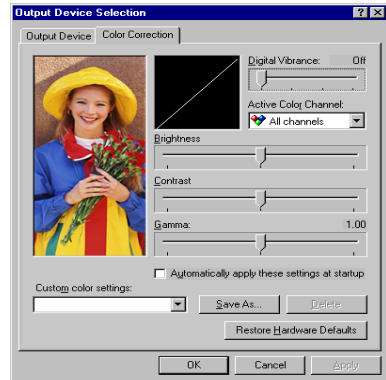 Output Device Selection
Output Device Color Correction
Digital Vibrance: Off
Active Color Channel:
All channels
Brightness
Contrast
Gamma: 1.00
Automatically apply these settings at startup
Custom color settings:
Save As... Delete
Restore Hardware Defaults
OK Cancel Apply